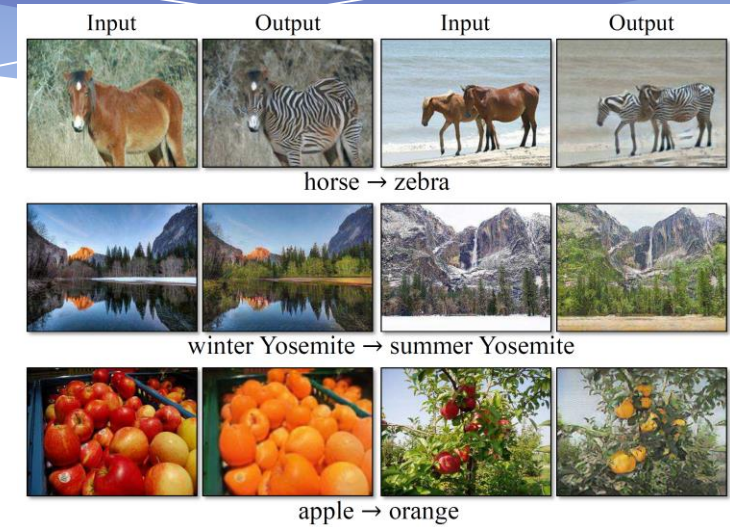 Input Output Input Output
horse → zebra
winter Yosemite → summer Yosemite
apple → orange